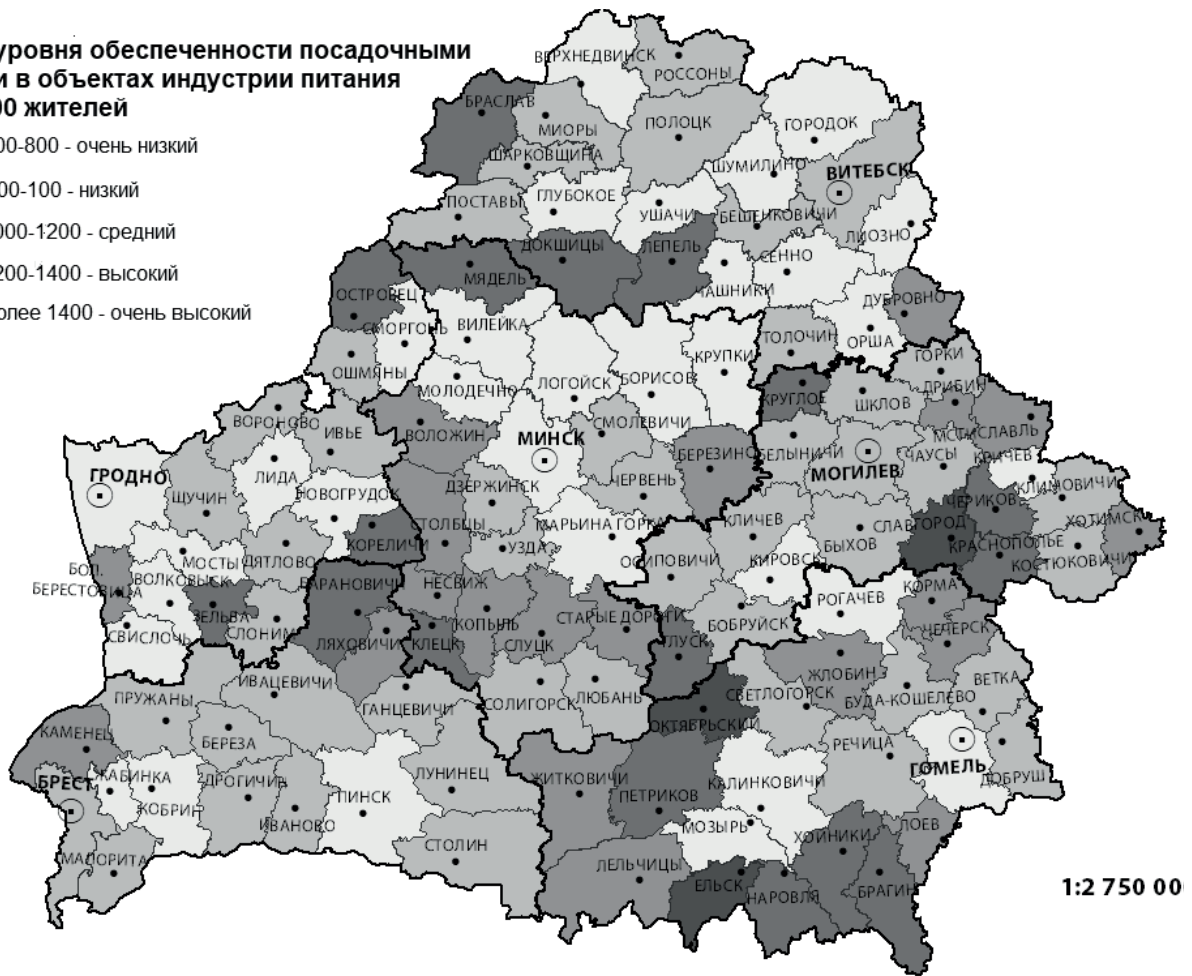 уровня обеспеченности посадочными
и в объектах индустрии питания
00 жителей
00-800 - очень низкий
00-100 - низкий
000-1200 - средний
200-1400 - высокий
олее 1400 - очень высокий
ВЕРХНЕДВИНСК
РОССОНЫ
БРАСЛАВ
МИОРЫ
ПОЛОЦК
ГОРОДОК
ШАРКОВЩИНА
ШУМИЛИНО
ВИТЕБСК
ПОСТАВЫ
ГЛУБОКОЕ
УШАЧИ
БЕШЕНКОВИЧИ
ЛИОЗНО
ДОКШИЦЫ
ЛЕПЕЛЬ
СЕННО
МЯДЕЛЬ
ЧАШНИКИ
ДУБРОВНО
ОСТРОВЕЦ
СМОРГОНЬ
ВИЛЕЙКА
ТОЛОЧИН
ОРША
КРУПКИ
ГОРКИ
ОШМЯНЫ
МОЛОДЕЧНО
ЛОГОЙСК
БОРИСОВ
ДРИБИН
КРУГЛОЕ
ШКЛОВ
ВОРОНОВО
ИВЬЕ
ВОЛОЖИН
МИНСК
СМОЛЕВИЧИ
МСТИСЛАВЛЬ
БЕРЕЗИНО
БЕЛЫНИЧИ
ЧАУСЫ
КРИЧЕВ
МОГИЛЕВ
ГРОДНО
ЛИДА
НОВОГРУДОК
ЩУЧИН
ДЗЕРЖИНСК
ЧЕРВЕНЬ
КЛИМОВИЧИ
ЧЕРИКОВ
СТОЛБЦЫ
МАРЬИНА ГОРКА
КЛИЧЕВ
СЛАВГОРОД
ХОТИМСК
КОРЕЛИЧИ
УЗДА
БЫХОВ
КРАСНОПОЛЬЕ
МОСТЫ
ДЯТЛОВО
ОСИПОВИЧИ
КИРОВСК
КОСТЮКОВИЧИ
БОЛ.
БЕРЕСТОВИЦА
ВОЛКОВЫСК
БАРАНОВИЧИ
НЕСВИЖ
КОРМА
РОГАЧЕВ
ЗЕЛЬВА
СЛОНИМ
КОПЫЛЬ
СТАРЫЕ ДОРОГИ
БОБРУЙСК
ЧЕЧЕРСК
СВИСЛОЧЬ
ЛЯХОВИЧИ
КЛЕЦК
СЛУЦК
ГЛУСК
ЖЛОБИН
ИВАЦЕВИЧИ
ВЕТКА
ПРУЖАНЫ
ГАНЦЕВИЧИ
СОЛИГОРСК
ЛЮБАНЬ
СВЕТЛОГОРСК
БУДА-КОШЕЛЕВО
ОКТЯБРЬСКИЙ
КАМЕНЕЦ
БЕРЕЗА
РЕЧИЦА
ГОМЕЛЬ
ДОБРУШ
БРЕСТ
ЖАБИНКА
ДРОГИЧИН
ЛУНИНЕЦ
ЖИТКОВИЧИ
КАЛИНКОВИЧИ
КОБРИН
ПИНСК
ПЕТРИКОВ
ИВАНОВО
МОЗЫРЬ
ХОЙНИКИ
ЛОЕВ
МАЛОРИТА
СТОЛИН
ЛЕЛЬЧИЦЫ
ЕЛЬСК
НАРОВЛЯ
БРАГИН
1:2 750 00